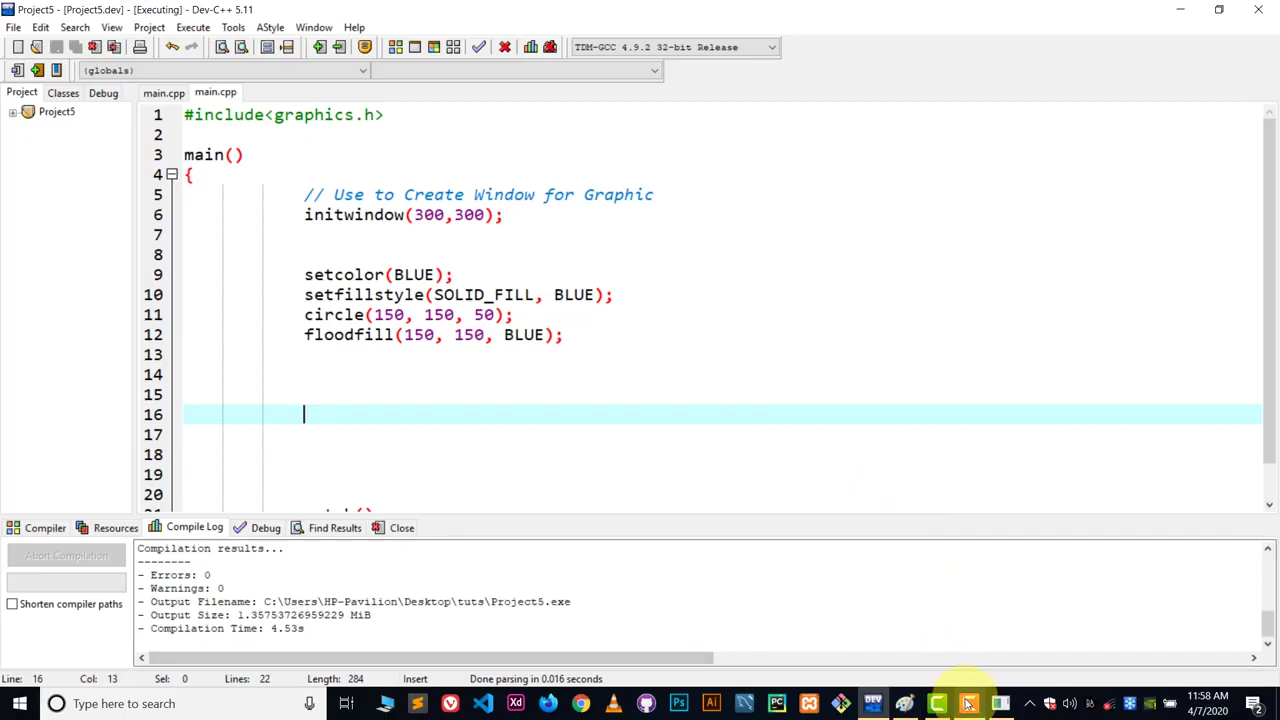 Project5 - [Project5.dev] - [Executing] - Dev-C++ 5.11
File Edit Search View Project Execute Tools AStyle Window Help
TDM-GCC 4.9.2 32-bit Release
(globals)
Project Classes Debug main.cpp main.cpp
Project5
1 #include<graphics.h>
2
3 main()
4 {
5 // Use to Create Window for Graphic
6 initwindow(300,300);
7
8
9 setcolor(BLUE);
10 setfillstyle(SOLID_FILL, BLUE);
11 circle(150, 150, 50);
12 floodfill(150, 150, BLUE);
13
14
15
16
17
18
19
20
Compiler Resources Compile Log Debug Find Results Close
Abort Compilation
Shorten compiler paths
Compilation results...
--------
- Errors: 0
- Warnings: 0
- Output Filename: C:\Users\HP-Pavilion\Desktop\tuts\Project5.exe
- Output Size: 1.35753726959229 MiB
- Compilation Time: 4.53s
Line: 16 Col: 13 Sel: 0 Lines: 22 Length: 284 Insert Done parsing in 0.016 seconds
Type here to search
11:58 AM
4/7/2020